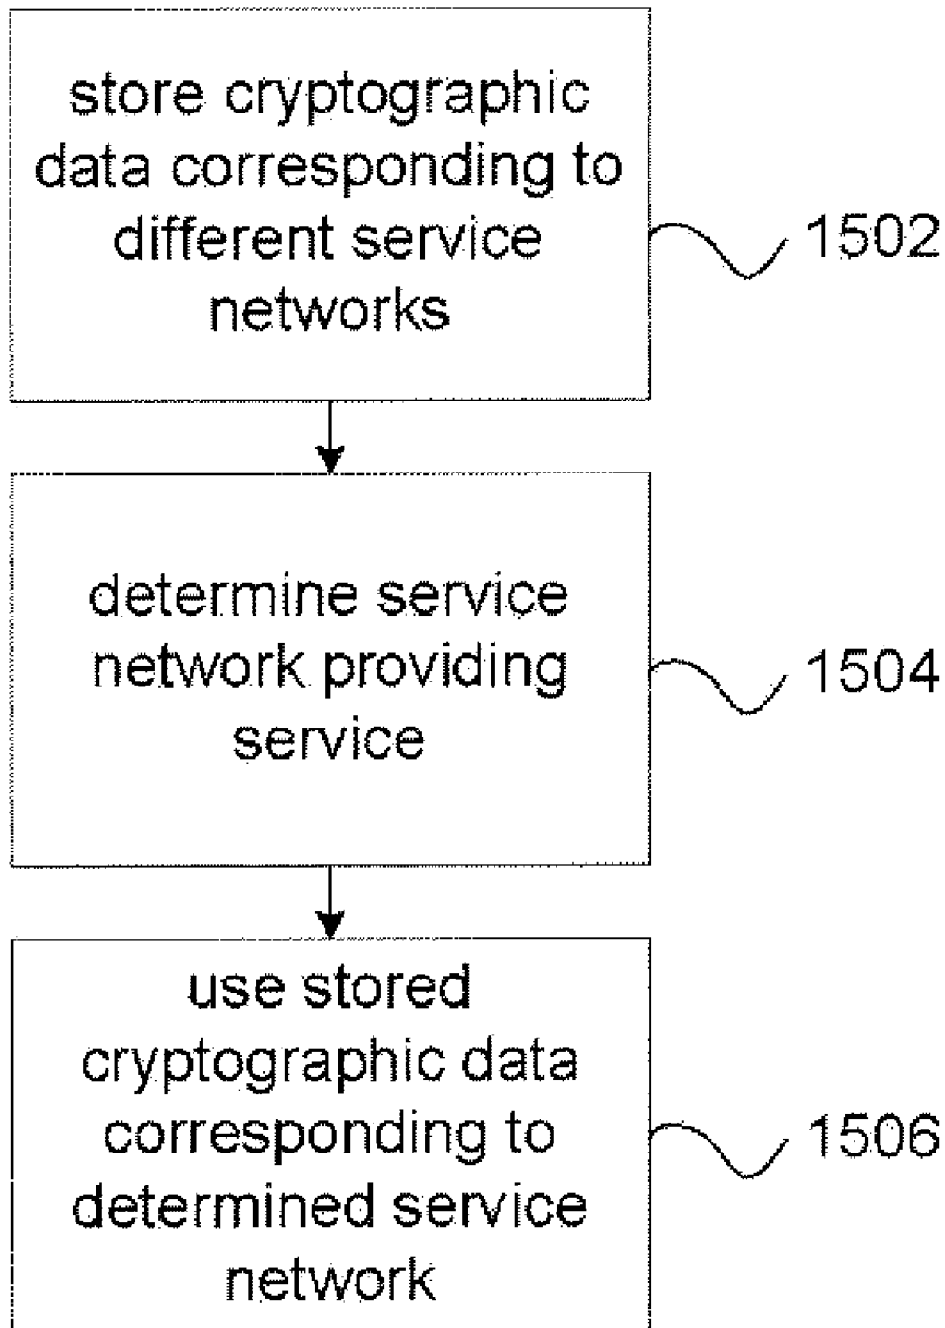 store cryptographic
data corresponding to
different service
networks
1502
determine service
network providing
service
1504
use stored
cryptographic data
corresponding to
determined service
network
1506